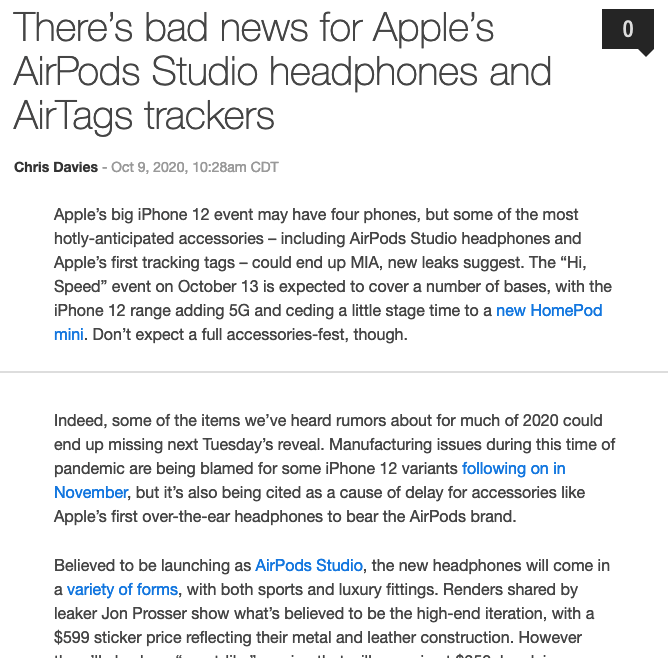 There’s bad news for Apple’s
AirPods Studio headphones and
AirTags trackers
0
Chris Davies - Oct 9, 2020, 10:28am CDT
Apple’s big iPhone 12 event may have four phones, but some of the most
hotly-anticipated accessories – including AirPods Studio headphones and
Apple’s first tracking tags – could end up MIA, new leaks suggest. The “Hi,
Speed” event on October 13 is expected to cover a number of bases, with the
iPhone 12 range adding 5G and ceding a little stage time to a new HomePod
mini. Don’t expect a full accessories-fest, though.
Indeed, some of the items we’ve heard rumors about for much of 2020 could
end up missing next Tuesday’s reveal. Manufacturing issues during this time of
pandemic are being blamed for some iPhone 12 variants following on in
November, but it’s also being cited as a cause of delay for accessories like
Apple’s first over-the-ear headphones to bear the AirPods brand.
Believed to be launching as AirPods Studio, the new headphones will come in
a variety of forms, with both sports and luxury fittings. Renders shared by
leaker Jon Prosser show what’s believed to be the high-end iteration, with a
$599 sticker price reflecting their metal and leather construction. However